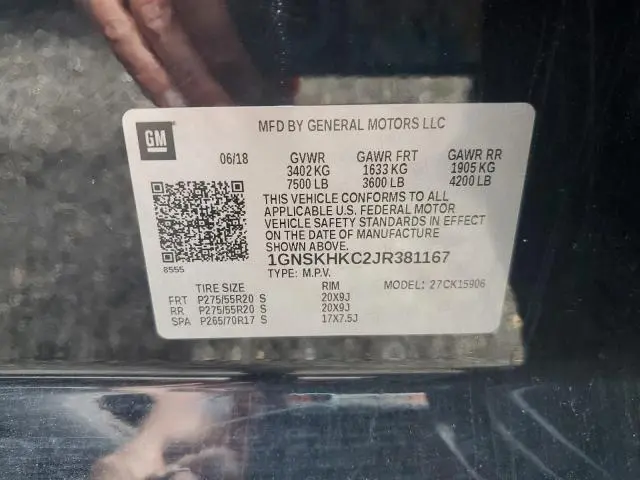 GM
MFD BY GENERAL MOTORS LLC
06/18 GVWR GAWR FRT GAWR RR
3402 KG 1633 KG 1905 KG
7500 LB 3600 LB 4200 LB
THIS VEHICLE CONFORMS TO ALL
APPLICABLE U.S. FEDERAL MOTOR
VEHICLE SAFETY STANDARDS IN EFFECT
ON THE DATE OF MANUFACTURE
SHOWN ABOVE.
1GNSKHKC2JR381167
8555
TYPE: M.P.V.
TIRE SIZE RIM MODEL: 27CK15906
FRT P275/55R20 S 20X9J
RR P275/55R20 S 20X9J
SPA P265/70R17 S 17X7.5J